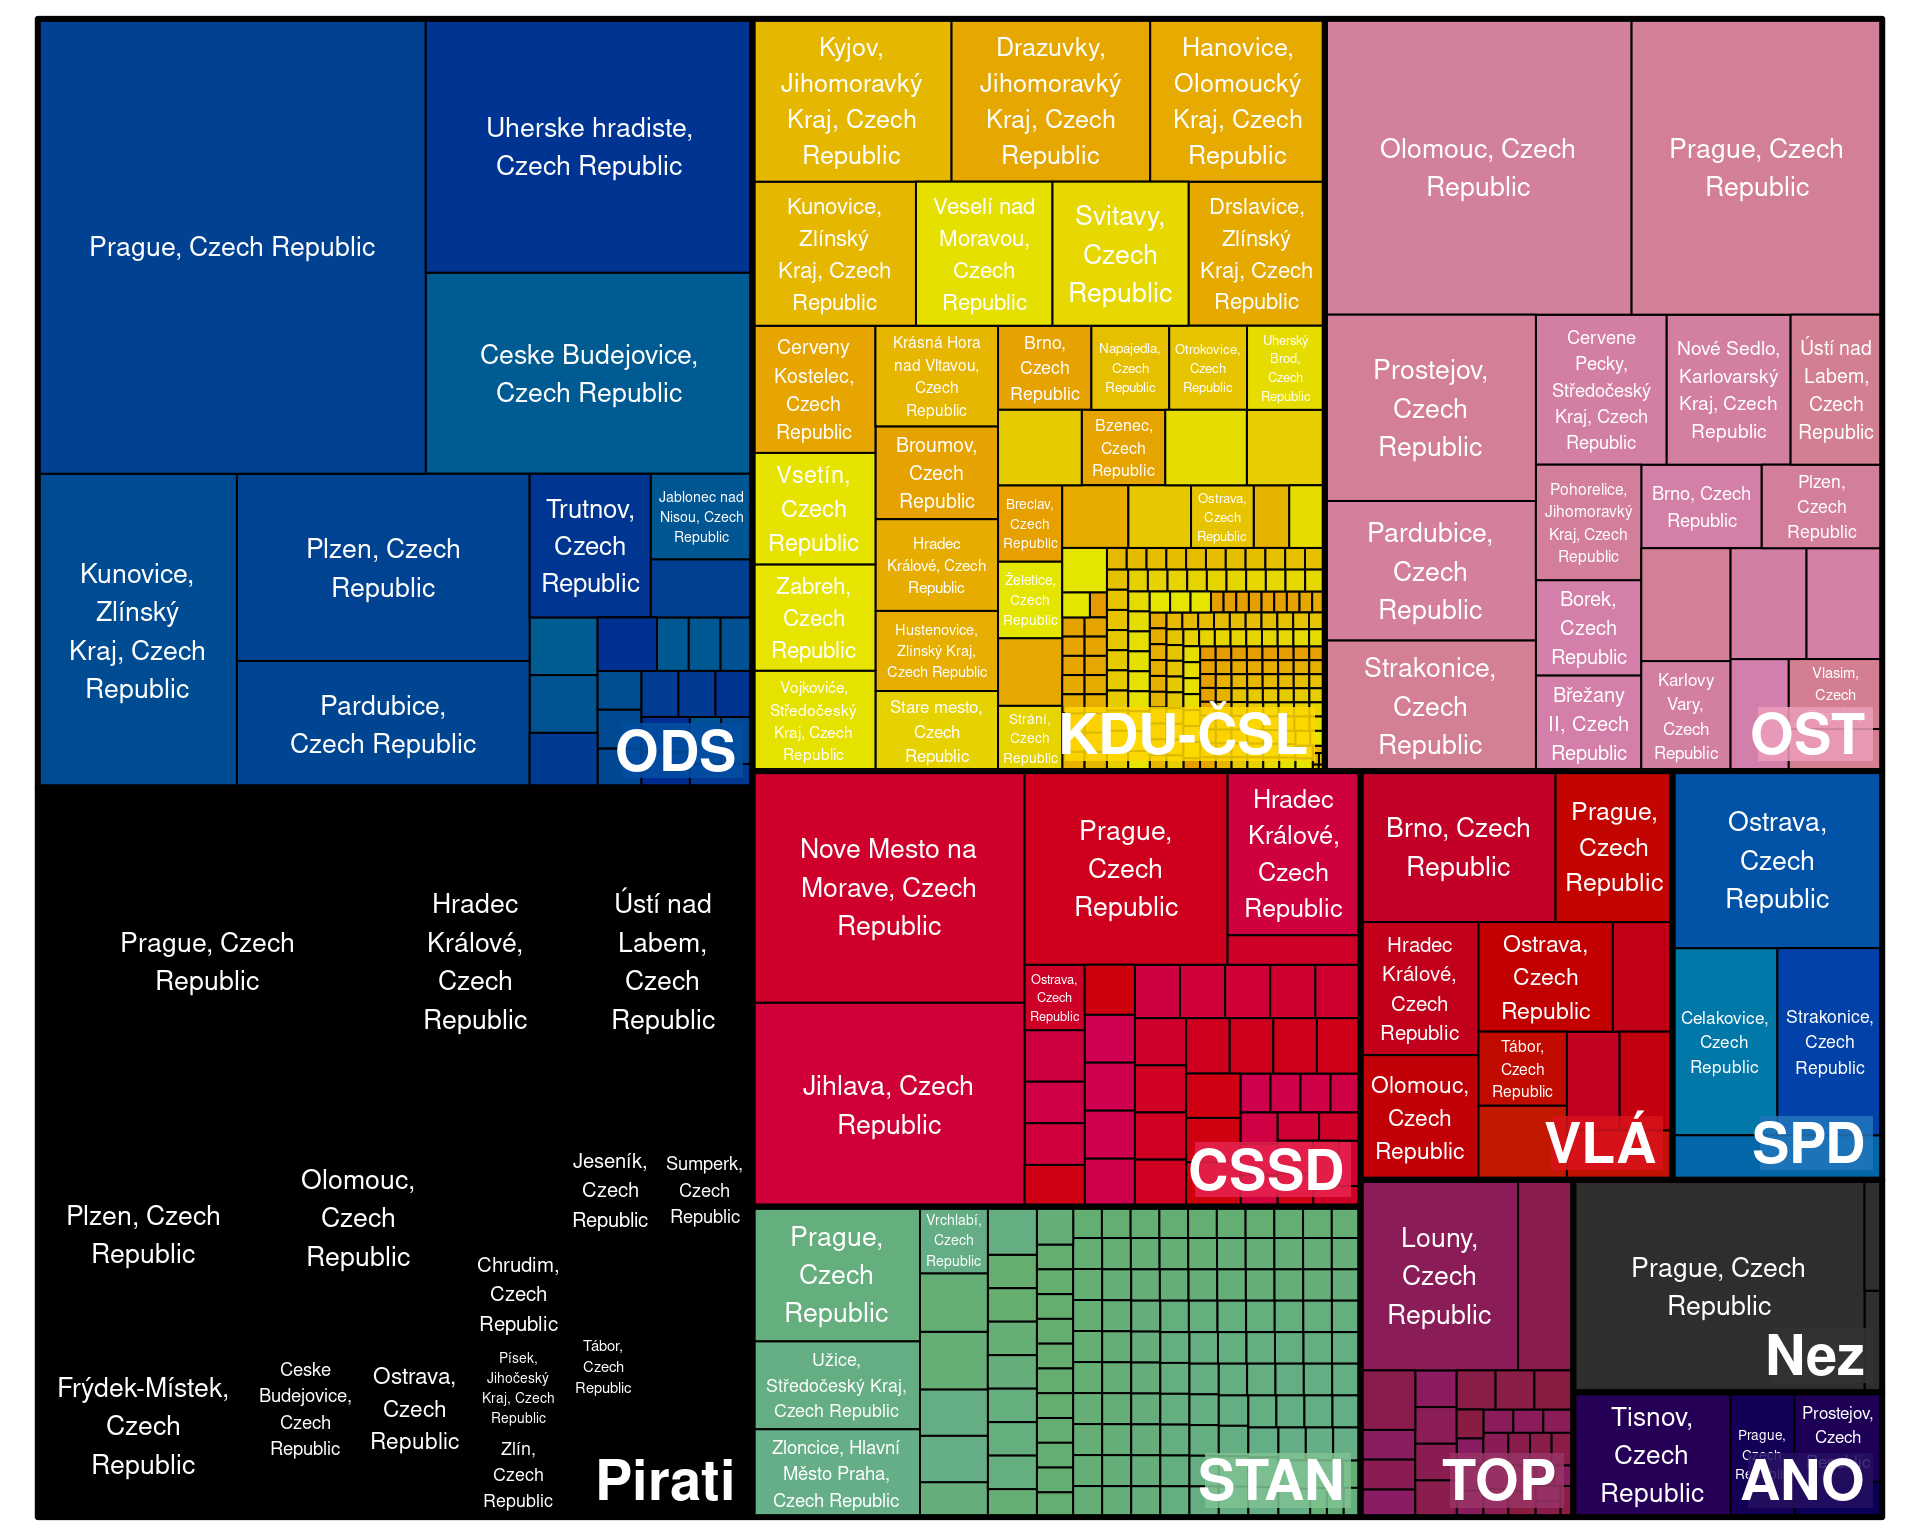 Prague, Czech Republic
Uherske hradiste,
Czech Republic
Ceske Budejovice,
Czech Republic
Kunovice,
Zlínský
Kraj, Czech
Republic
Plzen, Czech
Republic
Pardubice,
Czech Republic
Trutnov,
Czech
Republic
Jablonec nad
Nisou, Czech
Republic
ODS
Kyjov,
Jihomoravký
Kraj, Czech
Republic
Drazuvky,
Jihomoravký
Kraj, Czech
Republic
Hanovice,
Olomoucký
Kraj, Czech
Republic
Kunovice,
Zlínský
Kraj, Czech
Republic
Veselí nad
Moravou,
Czech
Republic
Svitavy,
Czech
Republic
Drslavice,
Zlínský
Kraj, Czech
Republic
Cerveny
Kostelec,
Czech
Republic
Krásná Hora
nad Vltavou,
Czech
Republic
Brno,
Czech
Republic
Napajedla,
Czech
Republic
Otrokovice,
Czech
Republic
Uherský
Brod,
Czech
Republic
Broumov,
Czech
Republic
Bzenec,
Czech
Republic
Vsetín,
Czech
Republic
Breclav,
Czech
Republic
Ostrava,
Czech
Republic
Hradec
Králové, Czech
Republic
Zabreh,
Czech
Republic
Želetice,
Czech
Republic
Hustenovice,
Zlínský Kraj,
Czech Republic
Vojkovice,
Středočeský
Kraj, Czech
Republic
Stare mesto,
Czech
Republic
Strání,
Czech
Republic
KDU-ČSL
Olomouc, Czech
Republic
Prague, Czech
Republic
Prostejov,
Czech
Republic
Cervene
Pecky,
Středočeský
Kraj, Czech
Republic
Nové Sedlo,
Karlovarský
Kraj, Czech
Republic
Ústí nad
Labem,
Czech
Republic
Pardubice,
Czech
Republic
Pohorelice,
Jihomoravký
Kraj, Czech
Republic
Brno, Czech
Republic
Plzen,
Czech
Republic
Borek,
Czech
Republic
Strakonice,
Czech
Republic
Břežany
II, Czech
Republic
Karlovy
Vary,
Czech
Republic
Vlasim,
Czech
OST
Prague, Czech
Republic
Hradec
Králové,
Czech
Republic
Ústí nad
Labem,
Czech
Republic
Plzen, Czech
Republic
Olomouc,
Czech
Republic
Jeseník,
Czech
Republic
Sumperk,
Czech
Republic
Chrudim,
Czech
Republic
Frýdek-Místek,
Czech
Republic
Ceske
Budejovice,
Czech
Republic
Ostrava,
Czech
Republic
Písek,
Jihočeský
Kraj, Czech
Republic
Tábor,
Czech
Republic
Zlín,
Czech
Republic
Pirati
Nove Mesto na
Morave, Czech
Republic
Prague,
Czech
Republic
Hradec
Králové,
Czech
Republic
Ostrava,
Czech
Republic
Jihlava, Czech
Republic
CSSD
Brno, Czech
Republic
Prague,
Czech
Republic
Hradec
Králové,
Czech
Republic
Ostrava,
Czech
Republic
Olomouc,
Czech
Republic
Tábor,
Czech
Republic
VLÁ
Ostrava,
Czech
Republic
Celakovice,
Czech
Republic
Strakonice,
Czech
Republic
SPD
Prague,
Czech
Republic
Vrchlabí,
Czech
Republic
Užice,
Středočeský Kraj,
Czech Republic
Zloncice, Hlavní
Město Praha,
Czech Republic
STAN
Louny,
Czech
Republic
TOP
Prague, Czech
Republic
Nez
Tisnov,
Czech
Republic
Prague,
Czech
Prostejov,
Czech
Republic
ANO